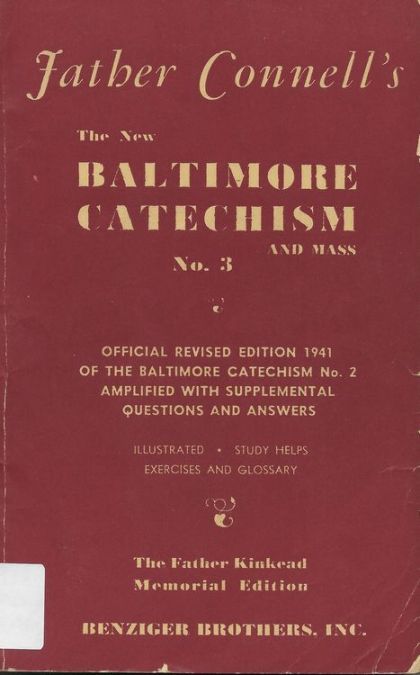 Father Connell's
The New
BALTIMORE
CATECHISM
AND MASS
No. 3
OFFICIAL REVISED EDITION 1941
OF THE BALTIMORE CATECHISM No. 2
AMPLIFIED WITH SUPPLEMENTAL
QUESTIONS AND ANSWERS
ILLUSTRATED • STUDY HELPS
EXERCISES AND GLOSSARY
The Father Kinkead
Memorial Edition
BENZIGER BROTHERS, INC.